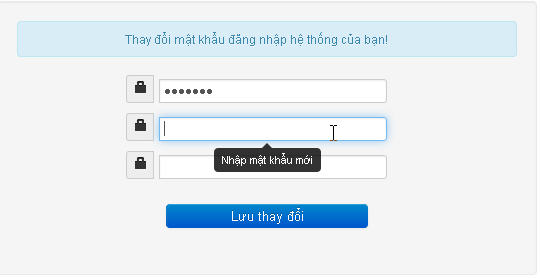 Thay đổi mật khẩu đăng nhập hệ thống của bạn!
•••••••
Nhập mật khẩu mới
Lưu thay đổi